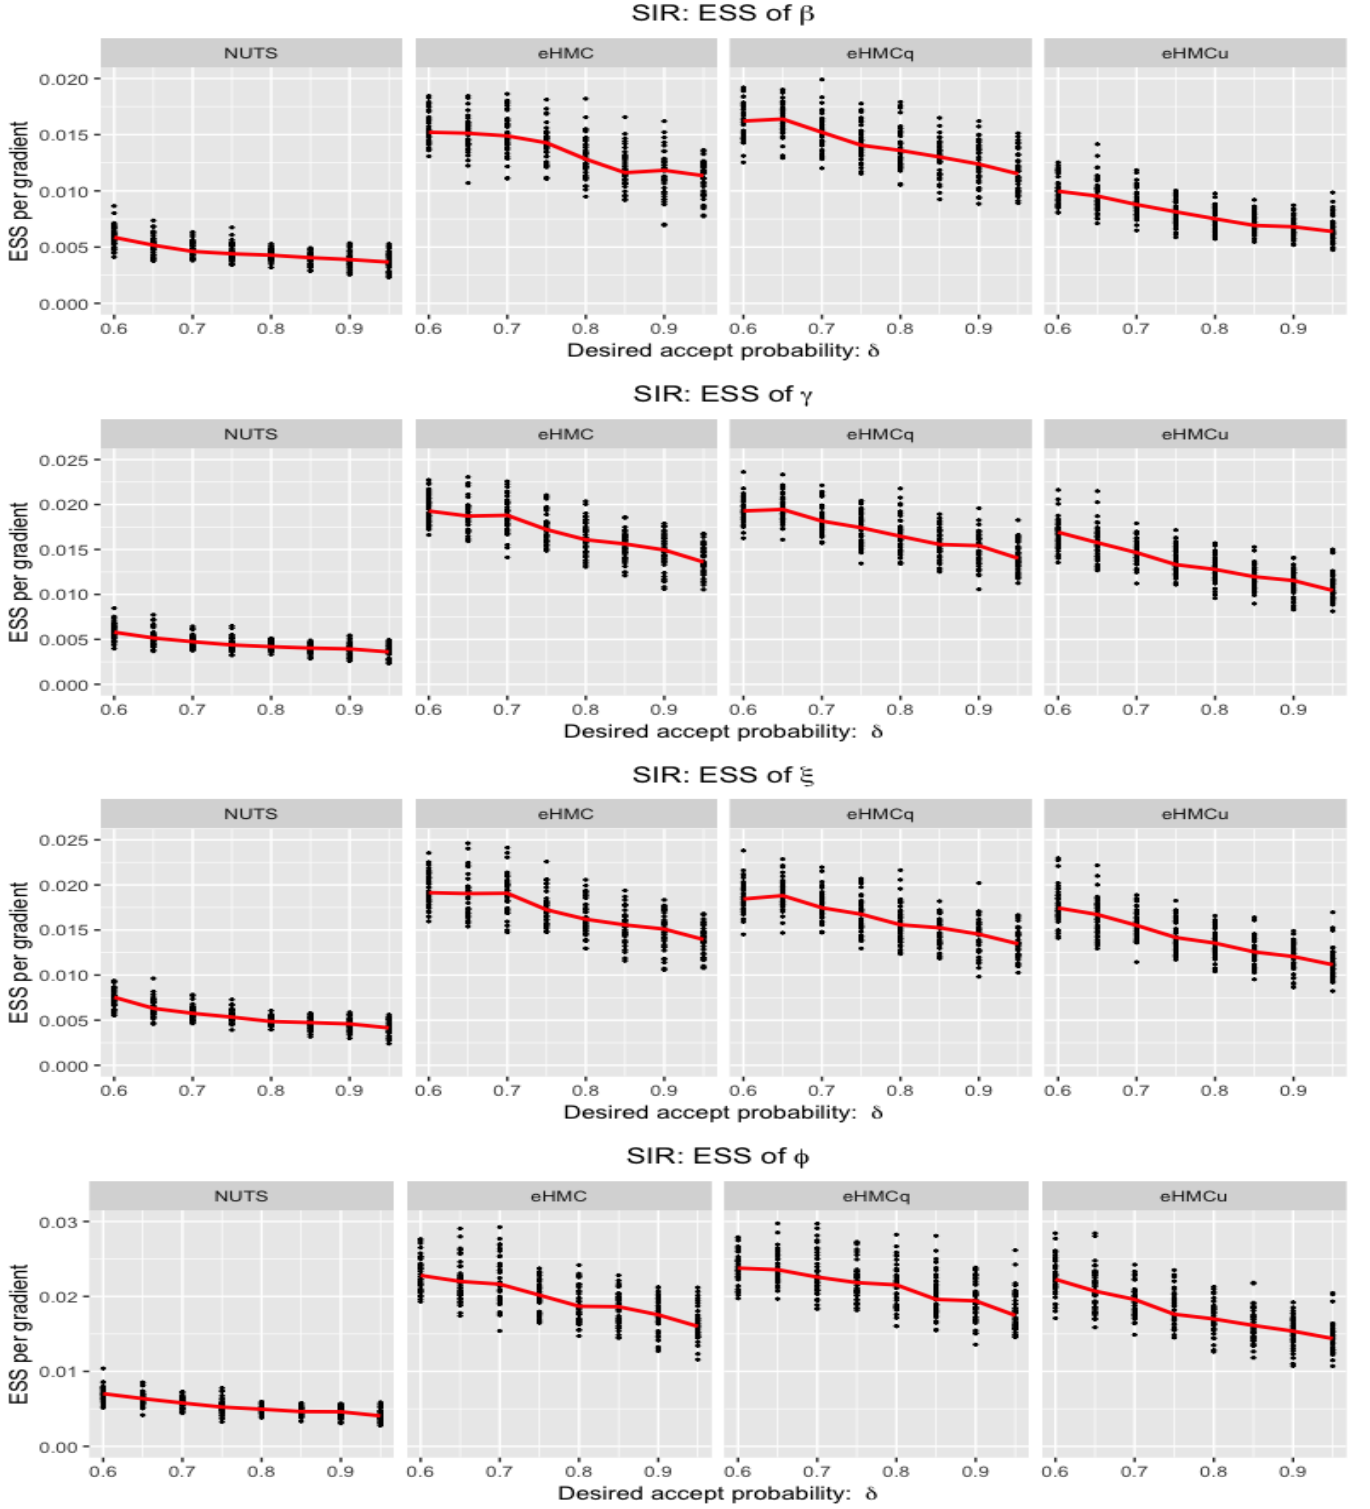 SIR: ESS of β
NUTS eHMC eHMCq eHMCu
ESS per gradient
0.020
0.015
0.010
0.005
0.000
0.6 0.7 0.8 0.9 0.6 0.7 0.8 0.9 0.6 0.7 0.8 0.9 0.6 0.7 0.8 0.9
Desired accept probability: δ
SIR: ESS of γ
NUTS eHMC eHMCq eHMCu
ESS per gradient
0.025
0.020
0.015
0.010
0.005
0.000
0.6 0.7 0.8 0.9 0.6 0.7 0.8 0.9 0.6 0.7 0.8 0.9 0.6 0.7 0.8 0.9
Desired accept probability: δ
SIR: ESS of ξ
NUTS eHMC eHMCq eHMCu
ESS per gradient
0.025
0.020
0.015
0.010
0.005
0.000
0.6 0.7 0.8 0.9 0.6 0.7 0.8 0.9 0.6 0.7 0.8 0.9 0.6 0.7 0.8 0.9
Desired accept probability: δ
SIR: ESS of ϕ
NUTS eHMC eHMCq eHMCu
ESS per gradient
0.03
0.02
0.01
0.00
0.6 0.7 0.8 0.9 0.6 0.7 0.8 0.9 0.6 0.7 0.8 0.9 0.6 0.7 0.8 0.9
Desired accept probability: δ